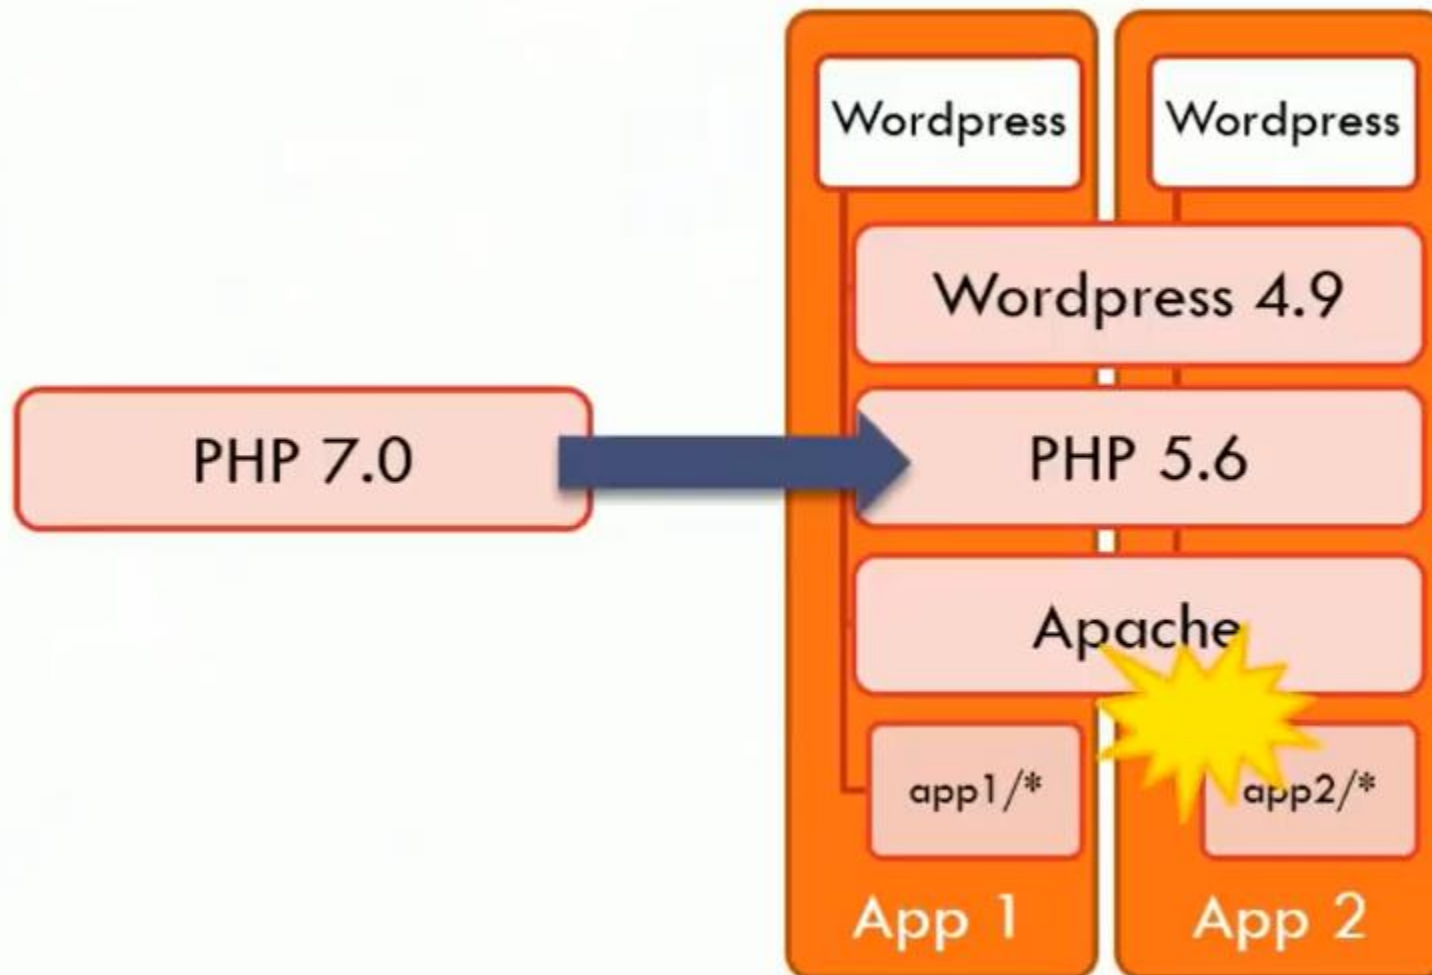 Wordpress
Wordpress
Wordpress 4.9
PHP 7.0
PHP 5.6
Apache
app1/*
app2/*
App 1
App 2